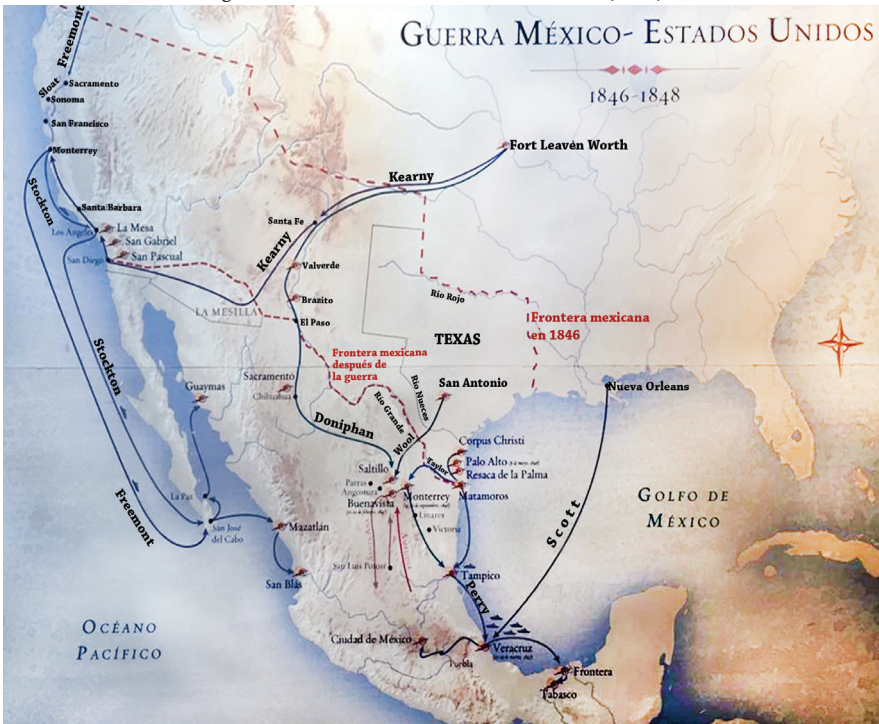 GUERRA MÉXICO- ESTADOS UNIDOS
1846-1848
Freemont
Sloat
Sacramento
Sonoma
San Francisco
Monterrey
Stockton
Santa Bárbara
Los Angeles
La Mesa
San Gabriel
San Pascual
San Diego
Fort Leaven Worth
Kearny
Santa Fe
Kearny
Valverde
LA MESILLA
Brazito
El Paso
Río Rojo
TEXAS
Frontera mexicana
en 1846
Frontera mexicana
después de
la guerra
Stockton
Guaymas
Sacramento
Chihuahua
Río Grande
Río Nueces
San Antonio
Nueva Orleans
Doniphan
Wool
Corpus Christi
Palo Alto
Resaca de la Palma
Taylor
Saltillo
Parras
Angostura
Buenavista
Monterrey
Matamoros
Linares
Victoria
GOLFO DE
MÉXICO
Scott
Freemont
La Paz
San José
del Cabo
Mazatlán
San Blás
San Luis Potosí
Tampico
Perry
OCÉANO
PACÍFICO
Ciudad de México
Puebla
Veracruz
Frontera
Tabasco